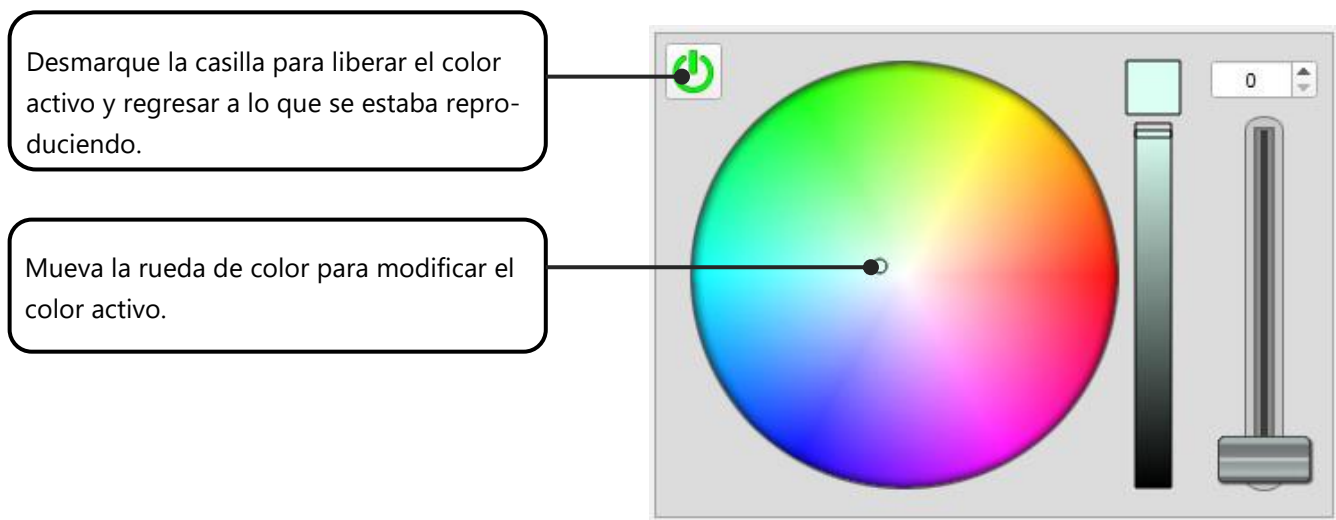 Desmarque la casilla para liberar el color
activo y regresar a lo que se estaba repro-
duciendo.
0
Mueva la rueda de color para modificar el
color activo.